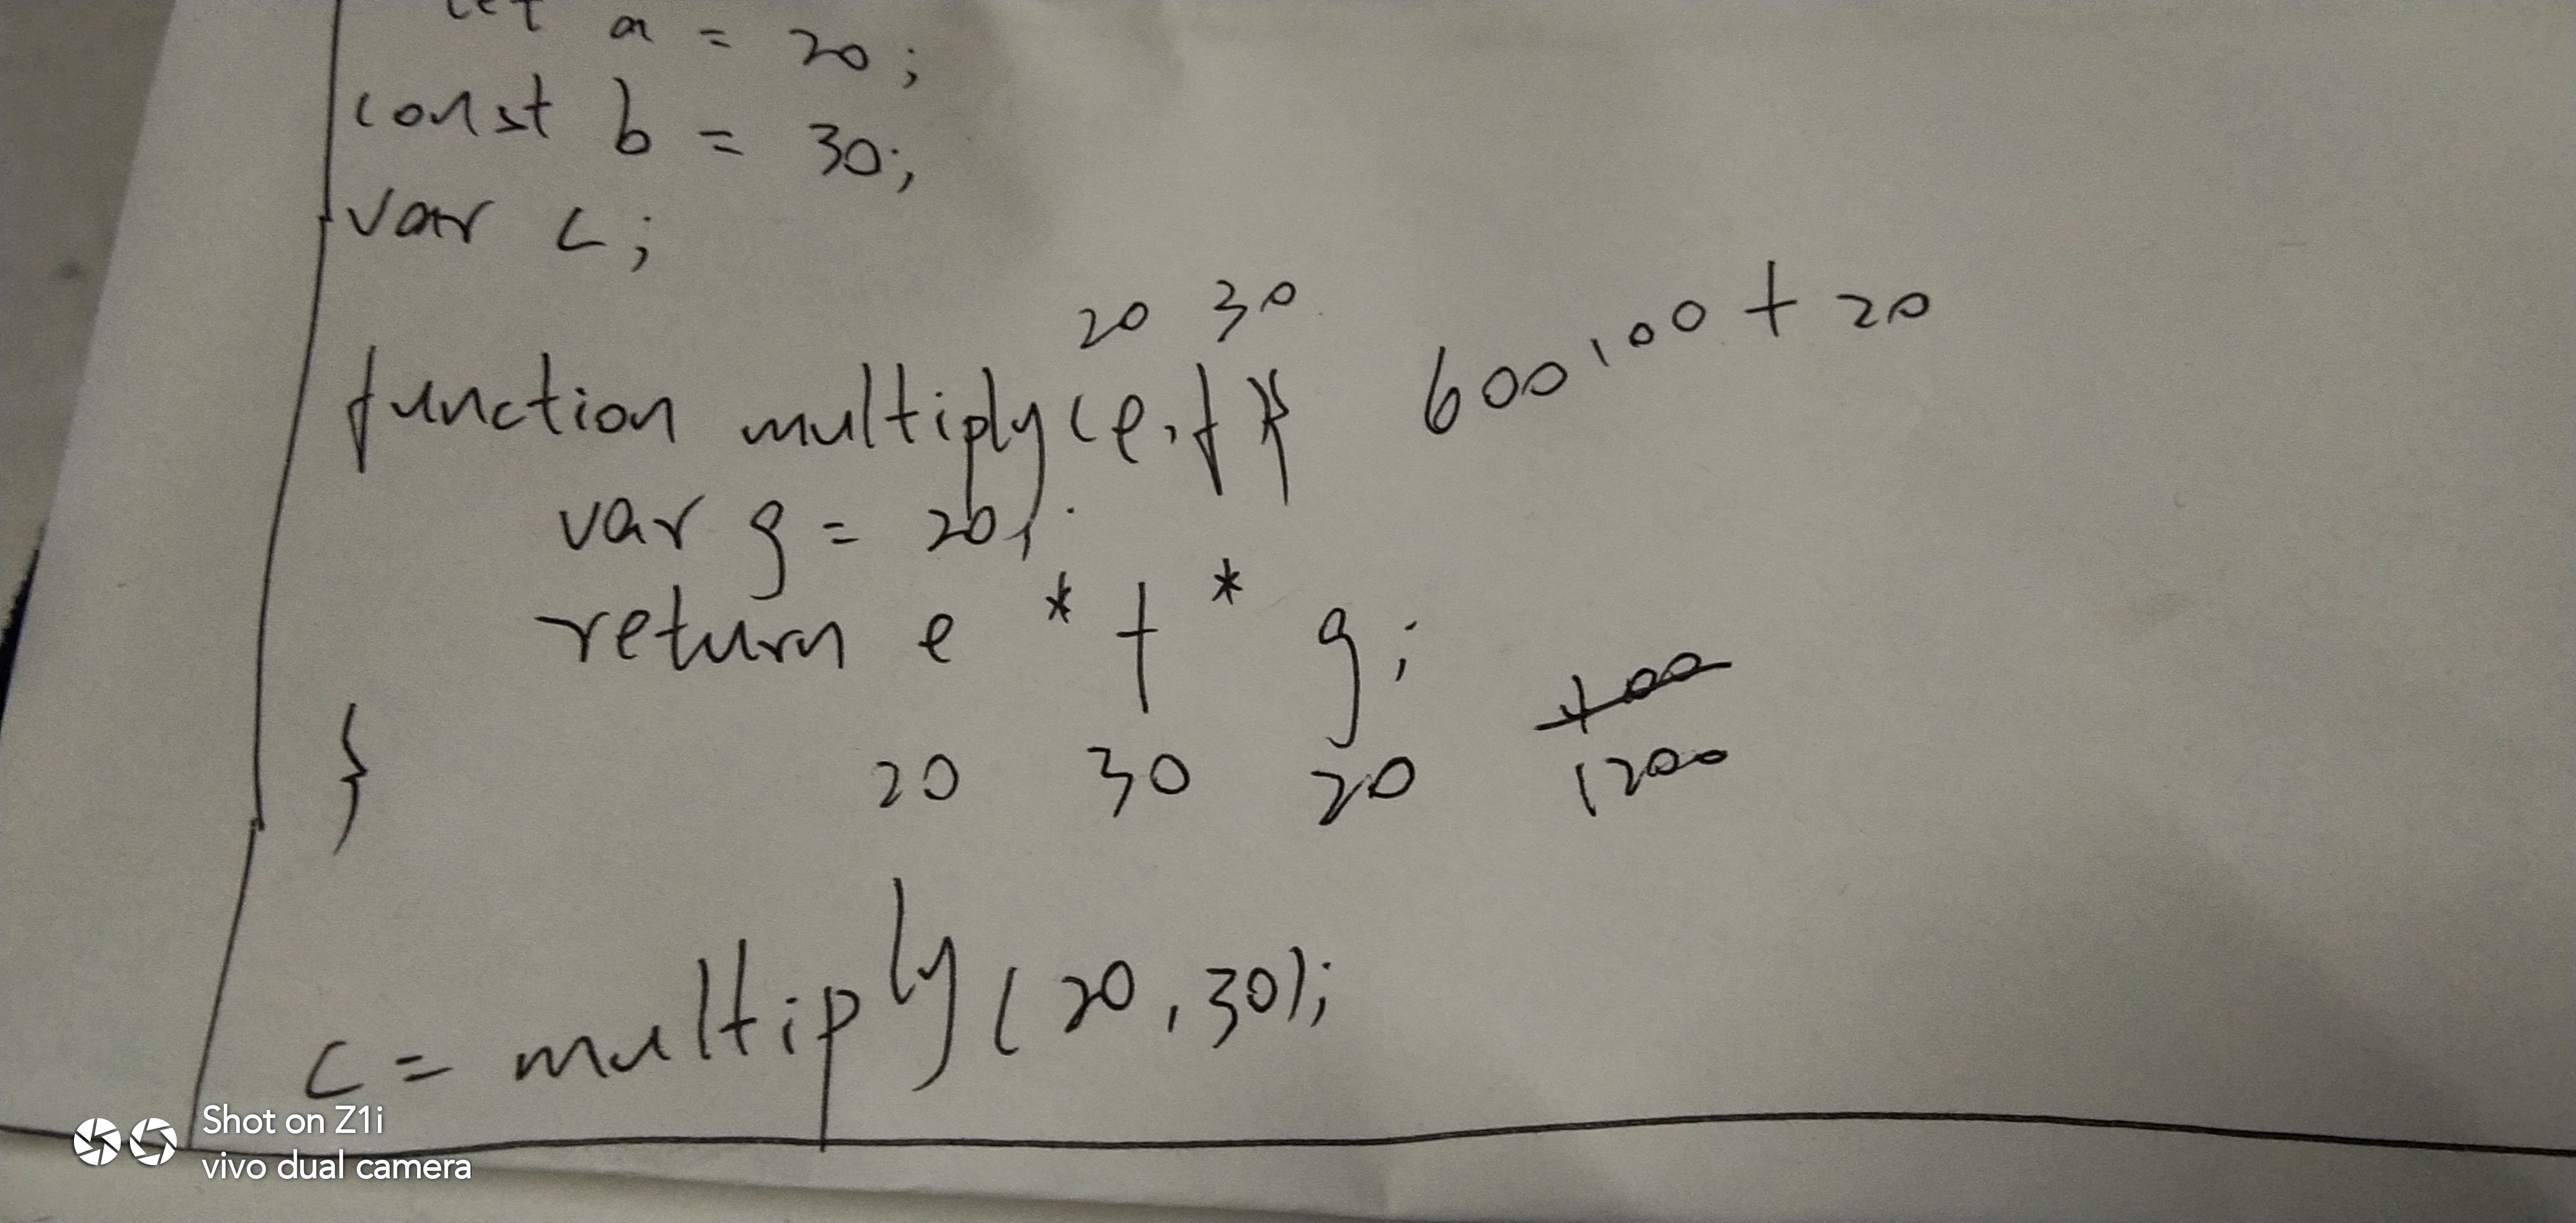 let a = 20;
const b = 30;
var c;
20 30
function multiply(e,f){
600 100 + 20
var g = 20;
return e * f * g;
20 30 20
1200
}
c = multiply(20,30);
Shot on Z1i
vivo dual camera